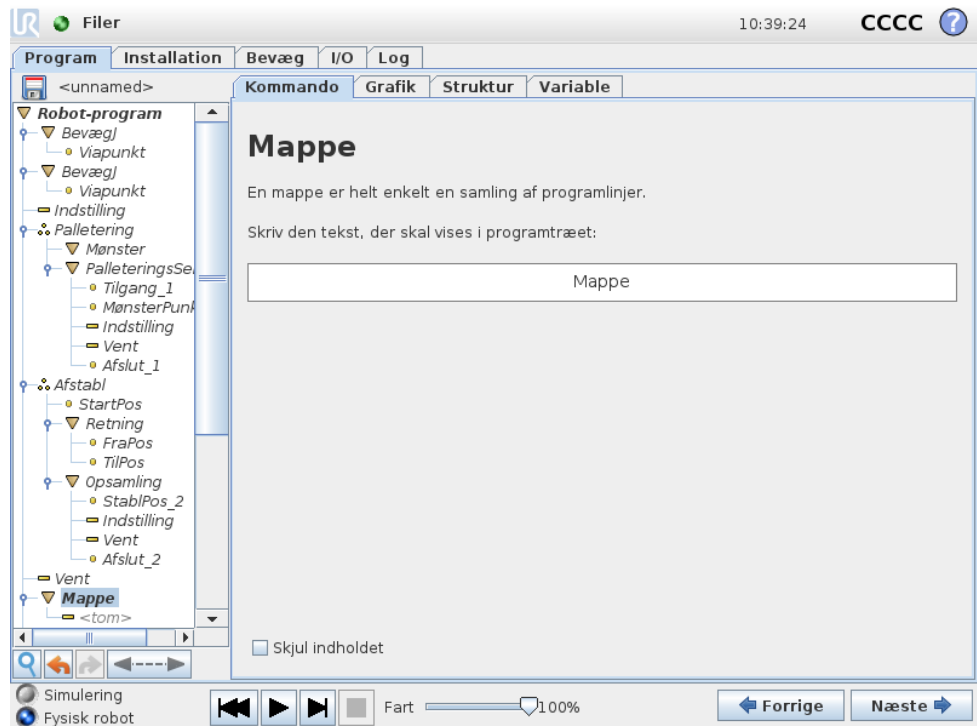 UR Filer 10:39:24 CCCC ?
Program Installation Bevæg I/O Log
<unnamed>
Kommando Grafik Struktur Variable
Robot-program
BevægJ
Viapunkt
BevægJ
Viapunkt
Indstilling
Palletering
Mønster
PalleteringsSe
Tilgang_1
MønsterPunk
Indstilling
Vent
Afslut_1
Afstabl
StartPos
Retning
FraPos
TilPos
Opsamling
StablPos_2
Indstilling
Vent
Afslut_2
Vent
Mappe
<tom>
Mappe
En mappe er helt enkelt en samling af programlinjer.
Skriv den tekst, der skal vises i programtræet:
Mappe
Skjul indholdet
Simulering
Fysisk robot
Fart 100%
Forrige Næste